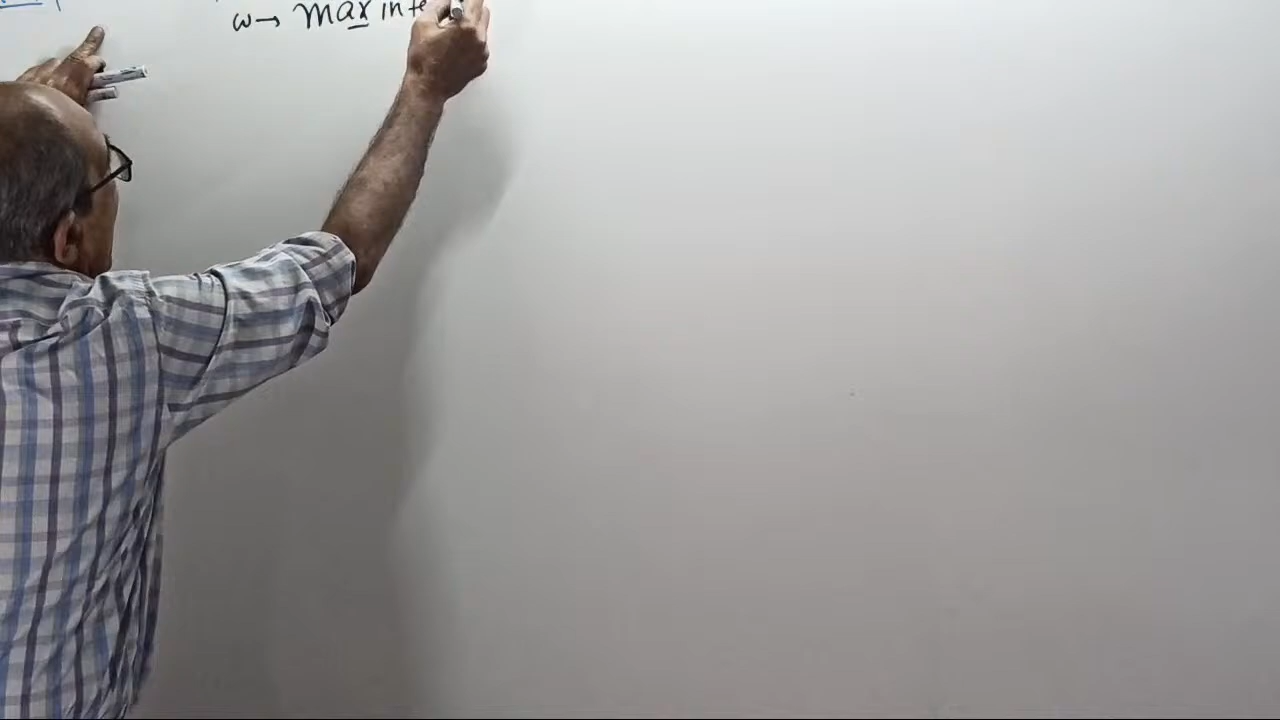 ω→ max inte